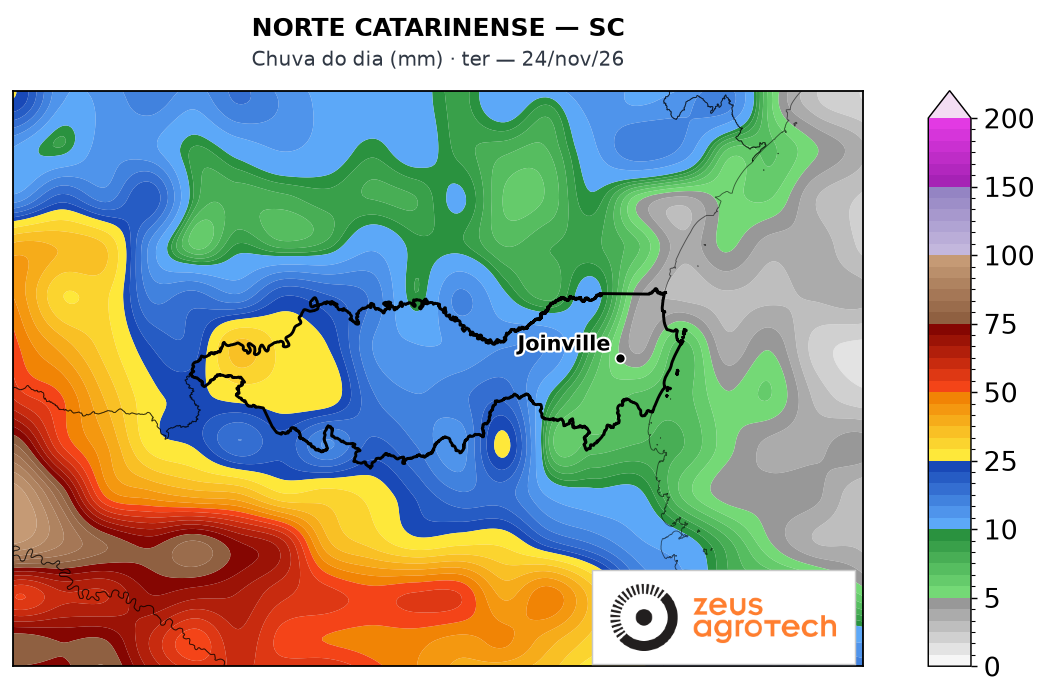 NORTE CATARINENSE — SC
Chuva do dia (mm) · ter — 24/nov/26
200
150
100
75
50
25
10
5
0
Joinville
zeus
agrotech